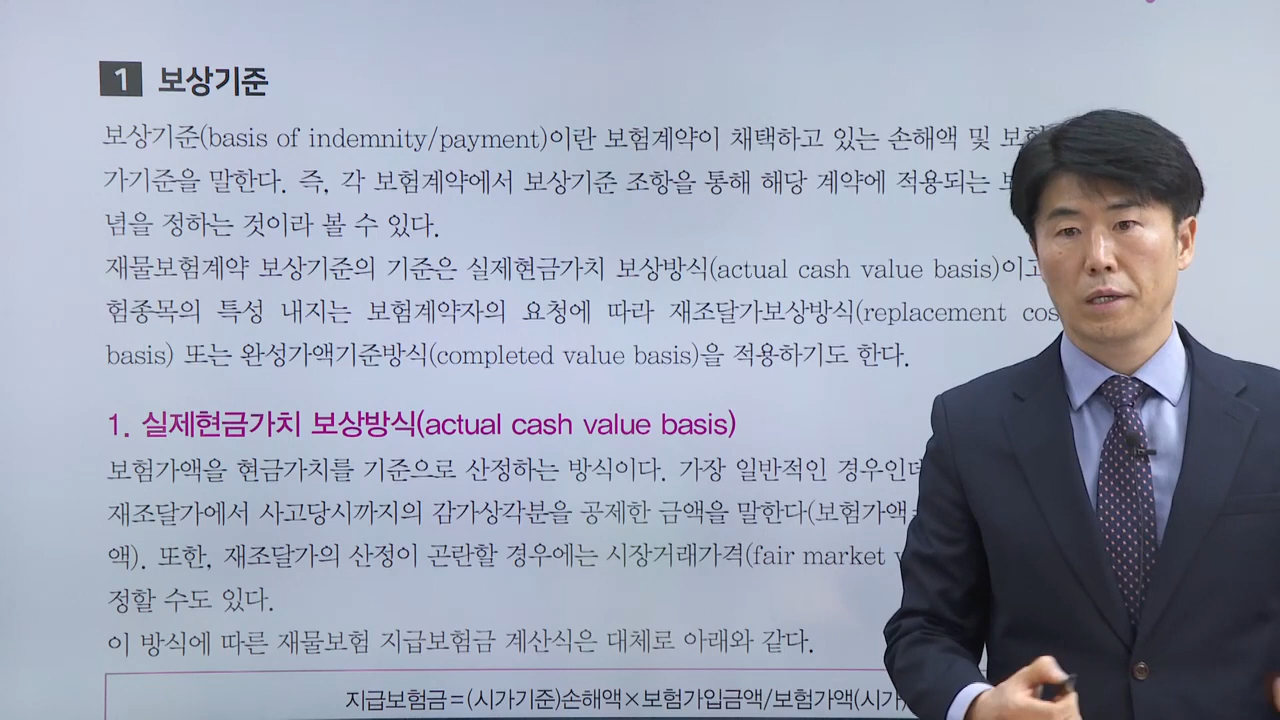 1 보상기준
보상기준(basis of indemnity/payment)이란 보험계약이 채택하고 있는 손해액 및 보험
가기준을 말한다. 즉, 각 보험계약에서 보상기준 조항을 통해 해당 계약에 적용되는
념을 정하는 것이라 볼 수 있다.
재물보험계약 보상기준의 기준은 실제현금가치 보상방식(actual cash value basis)이고
험종목의 특성 내지는 보험계약자의 요청에 따라 재조달가보상방식(replacement
basis) 또는 완성가액기준방식(completed value basis)을 적용하기도 한다.
1. 실제현금가치 보상방식(actual cash value basis)
보험가액을 현금가치를 기준으로 산정하는 방식이다. 가장 일반적인
재조달가에서 사고당시까지의 감가상각분을 공제한 금액을 말한다(보험가액
액). 또한, 재조달가의 산정이 곤란할 경우에는 시장거래가격(fair market
정할 수도 있다.
이 방식에 따른 재물보험 지급보험금 계산식은 대체로 아래와 같다.
지급보험금=(시가기준)손해액×보험가입금액/보험가액(시가)